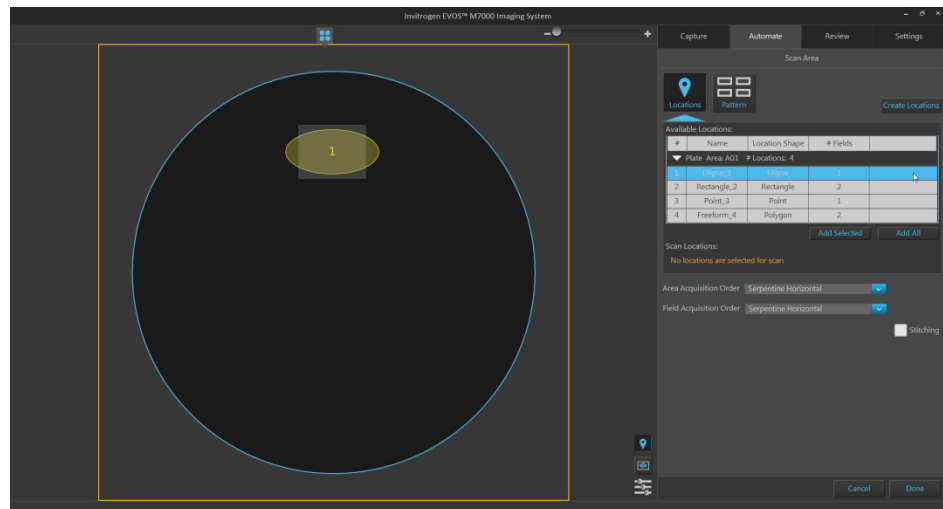 Invitrogen EVOS™ M7000 Imaging System
Capture Automate Review Settings
Scan Area
Locations Pattern Create Locations
Available Locations:
# Name Location Shape # Fields
Plate Area: A01 # Locations: 4
1 Ellipse_1 Ellipse 1
2 Rectangle_2 Rectangle 2
3 Point_3 Point 1
4 Freeform_4 Polygon 2
Add Selected Add All
Scan Locations:
No locations are selected for scan
Area Acquisition Order Serpentine Horizontal
Field Acquisition Order Serpentine Horizontal
Stitching
1
Cancel Done